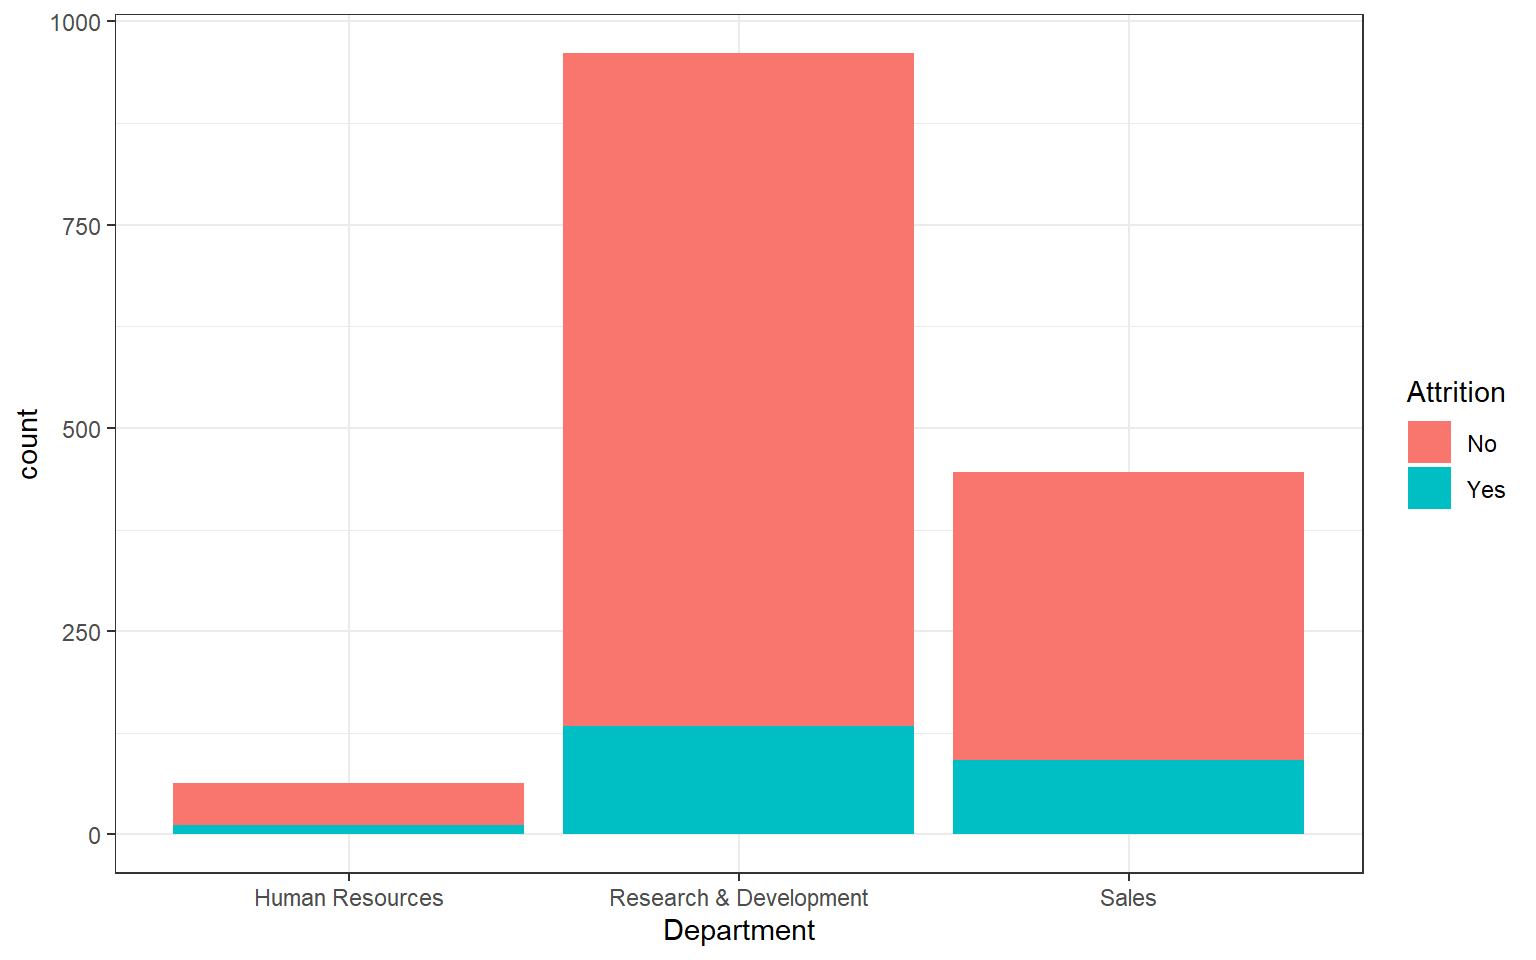 1000
750
500
250
0
count
Human Resources
Research & Development
Sales
Department
Attrition
No
Yes